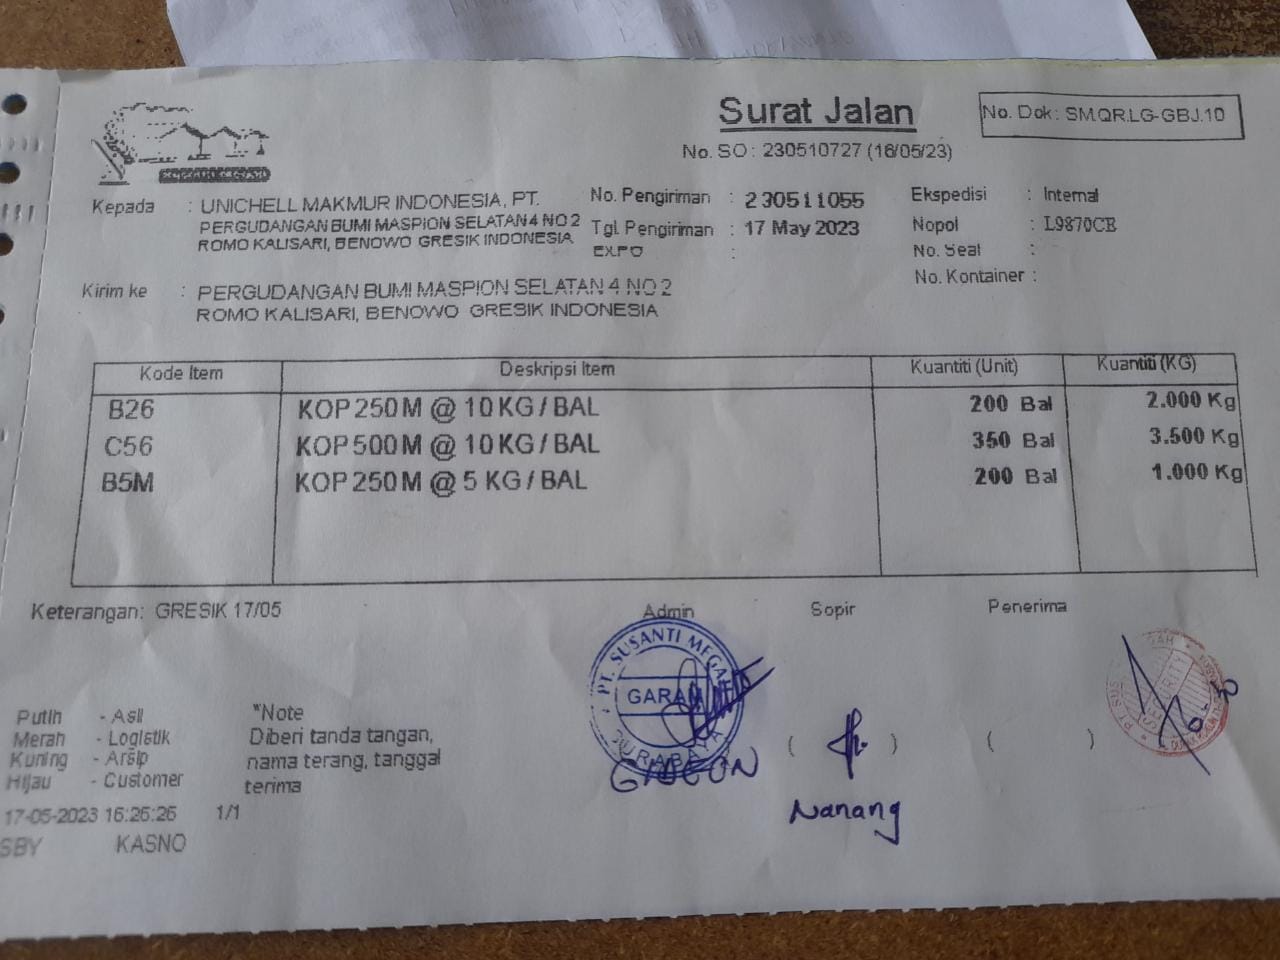 Surat Jalan
No. Dok : SM.QR.LG-GBJ.10
No. SO : 230510727 (16/05/23)
Kepada : UNICHELL MAKMUR INDONESIA, PT.
PERGUDANGAN BUMI MASPION SELATAN 4 NO 2
ROMO KALISARI, BENOWO GRESIK INDONESIA
No. Pengiriman : 230511055
Tgl. Pengiriman : 17 May 2023
EXPO :
Ekspedisi : Internal
Nopol : L9870CE
No. Seal :
No. Kontainer :
Kirim ke : PERGUDANGAN BUMI MASPION SELATAN 4 NO 2
ROMO KALISARI, BENOWO GRESIK INDONESIA
Kode Item Deskripsi Item Kuantiti (Unit) Kuantiti (KG)
B26 KOP 250 M @ 10 KG / BAL 200 Bal 2.000 Kg
C56 KOP 500 M @ 10 KG / BAL 350 Bal 3.500 Kg
B5M KOP 250 M @ 5 KG / BAL 200 Bal 1.000 Kg
Keterangan: GRESIK 17/05
Admin Sopir Penerima
PT. SUSANTI MEGAH
GARAM
SURABAYA
GIDEON
( )
Nanang
( )
Putih - Asli
Merah - Logistik
Kuning - Arsip
Hijau - Customer
*Note
Diberi tanda tangan,
nama terang, tanggal
terima
17-05-2023 16:26:26 1/1
SBY KASNO